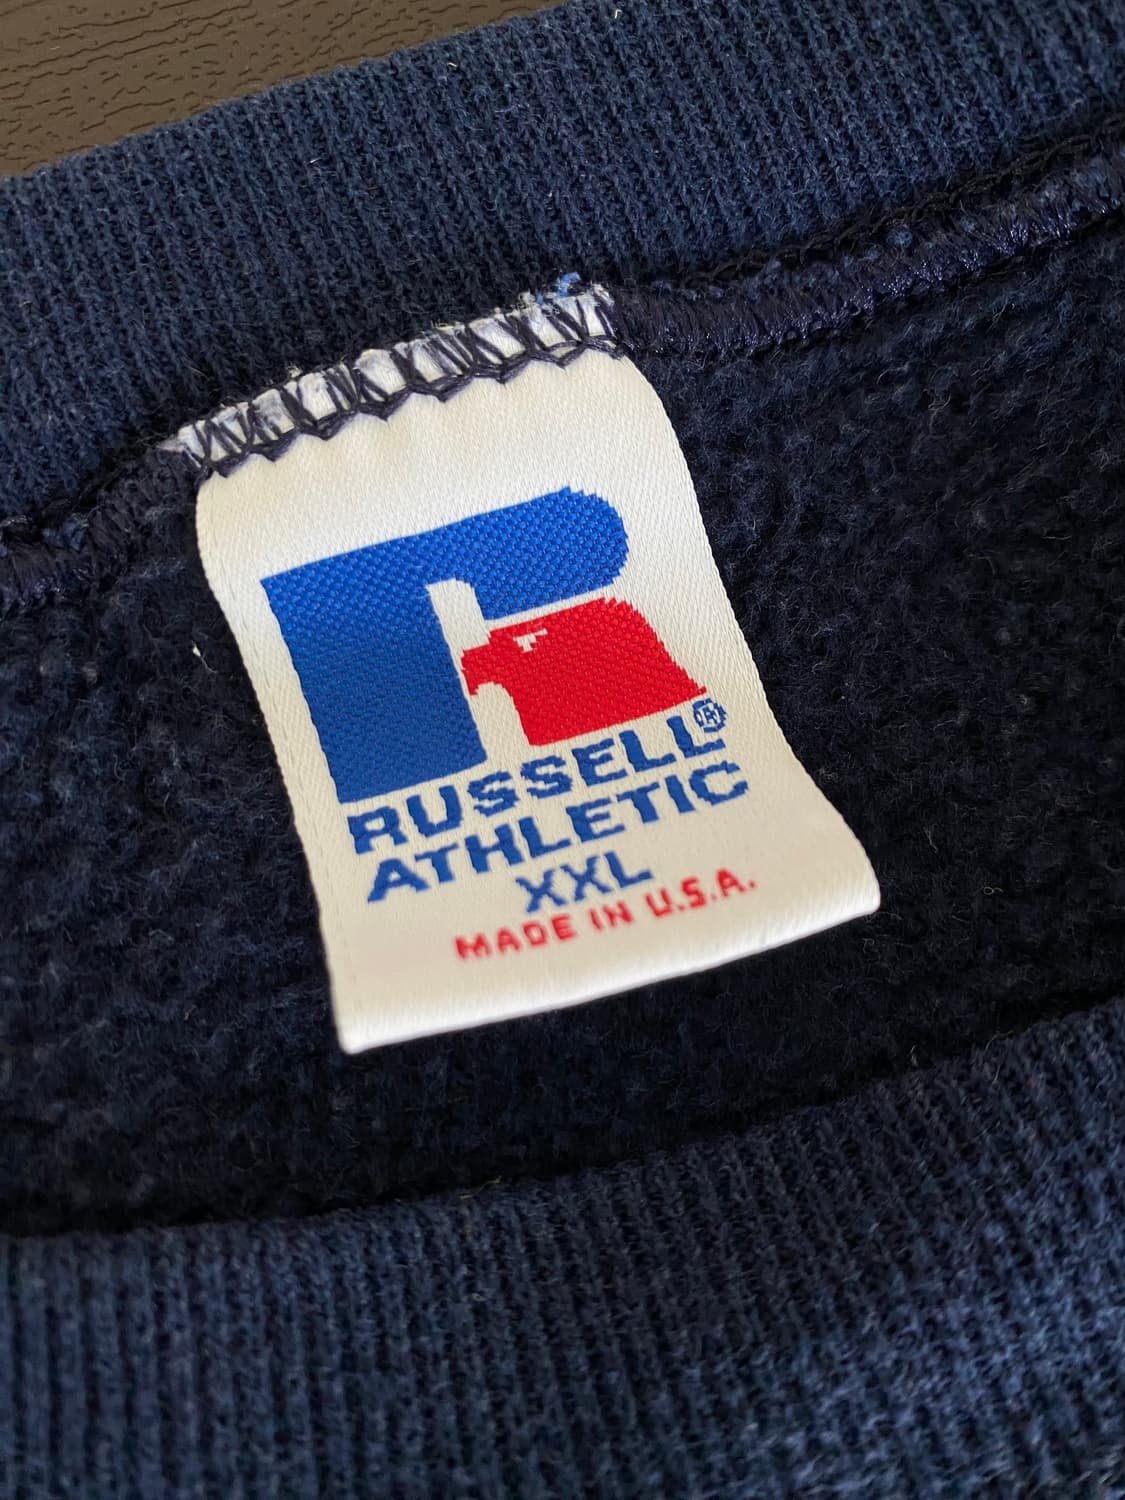 RUSSELL®
ATHLETIC
XXL
MADE IN U.S.A.